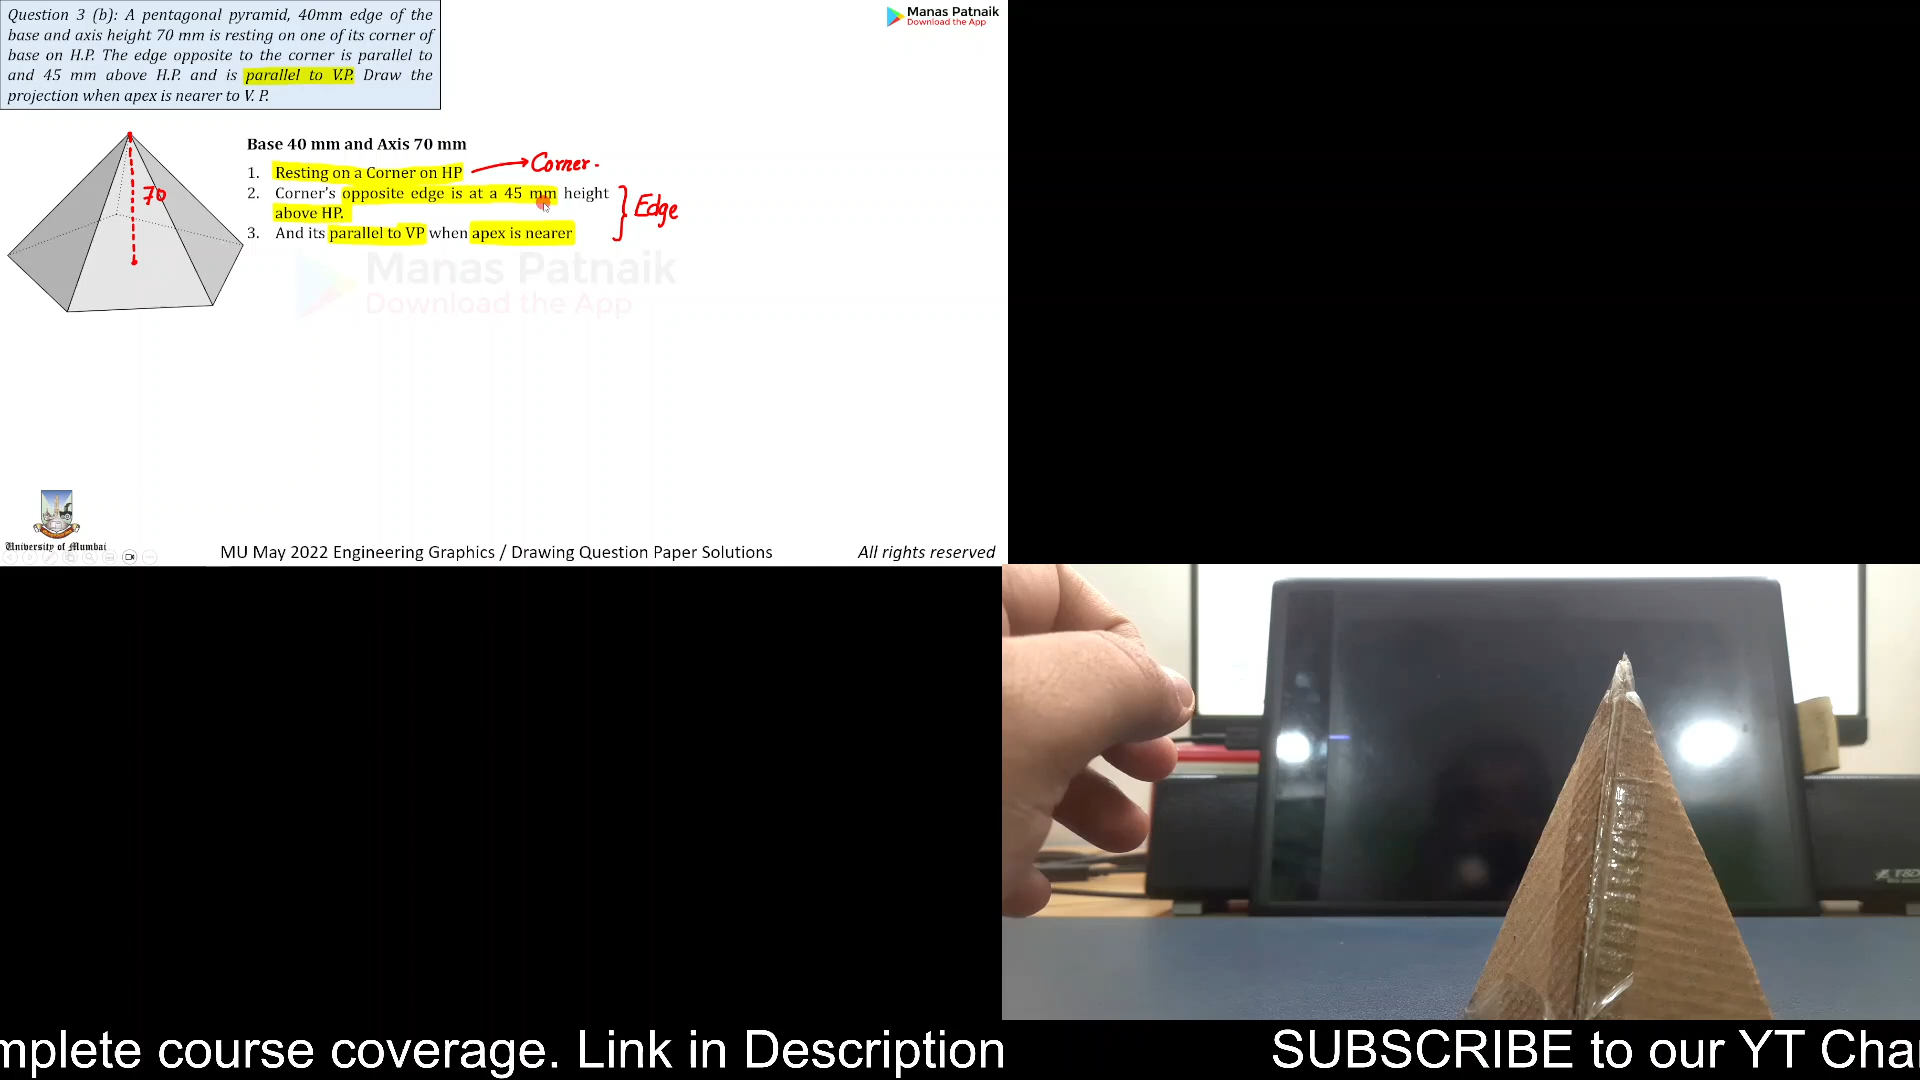 Question 3 (b): A pentagonal pyramid, 40mm edge of the
base and axis height 70 mm is resting on one of its corner of
base on H.P. The edge opposite to the corner is parallel to
and 45 mm above H.P. and is parallel to V.P. Draw the
projection when apex is nearer to V. P.
Manas Patnaik
Download the App
Base 40 mm and Axis 70 mm
1. Resting on a Corner on HP
Corner.
2. Corner's opposite edge is at a 45 mm height
above HP.
3. And its parallel to VP when apex is nearer
Edge
70
Manas Patnaik
Download the App
University of Mumbai
MU May 2022 Engineering Graphics / Drawing Question Paper Solutions
All rights reserved
mplete course coverage. Link in Description
SUBSCRIBE to our YT Cha